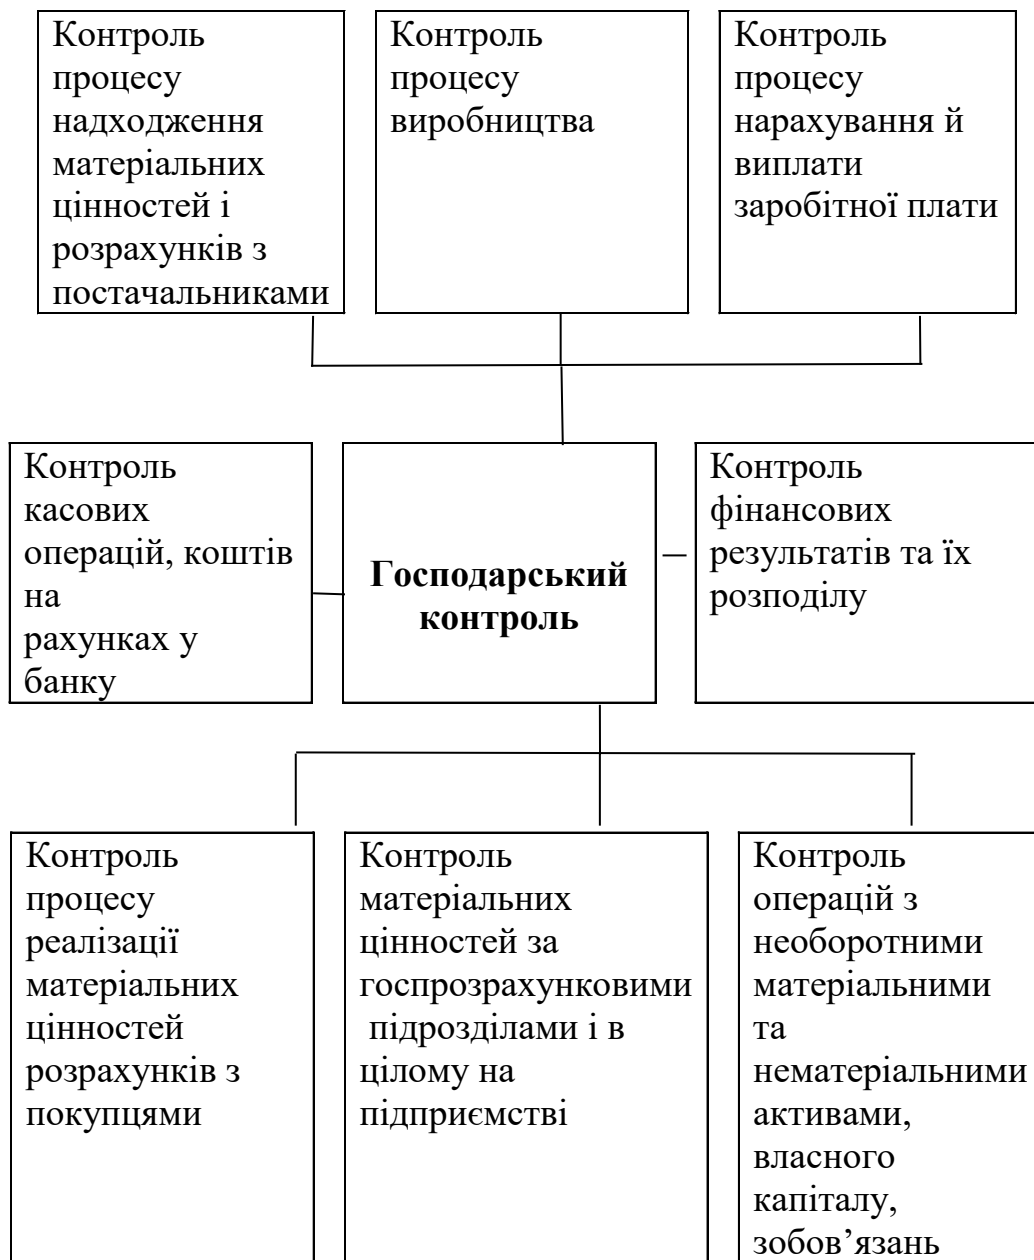 Контроль
процесу
надходження
матеріальних
цінностей і
розрахунків з
постачальниками
Контроль
процесу
виробництва
Контроль
процесу
нарахування й
виплати
заробітної плати
Контроль
касових
операцій, коштів
на
рахунках у
банку
Господарський
контроль
Контроль
фінансових
результатів та їх
розподілу
Контроль
процесу
реалізації
матеріальних
цінностей
розрахунків з
покупцями
Контроль
матеріальних
цінностей за
госпрозрахунковими
підрозділами і в
цілому на
підприємстві
Контроль
операцій з
необоротними
матеріальними
та
нематеріальними
активами,
власного
капіталу,
зобов’язань